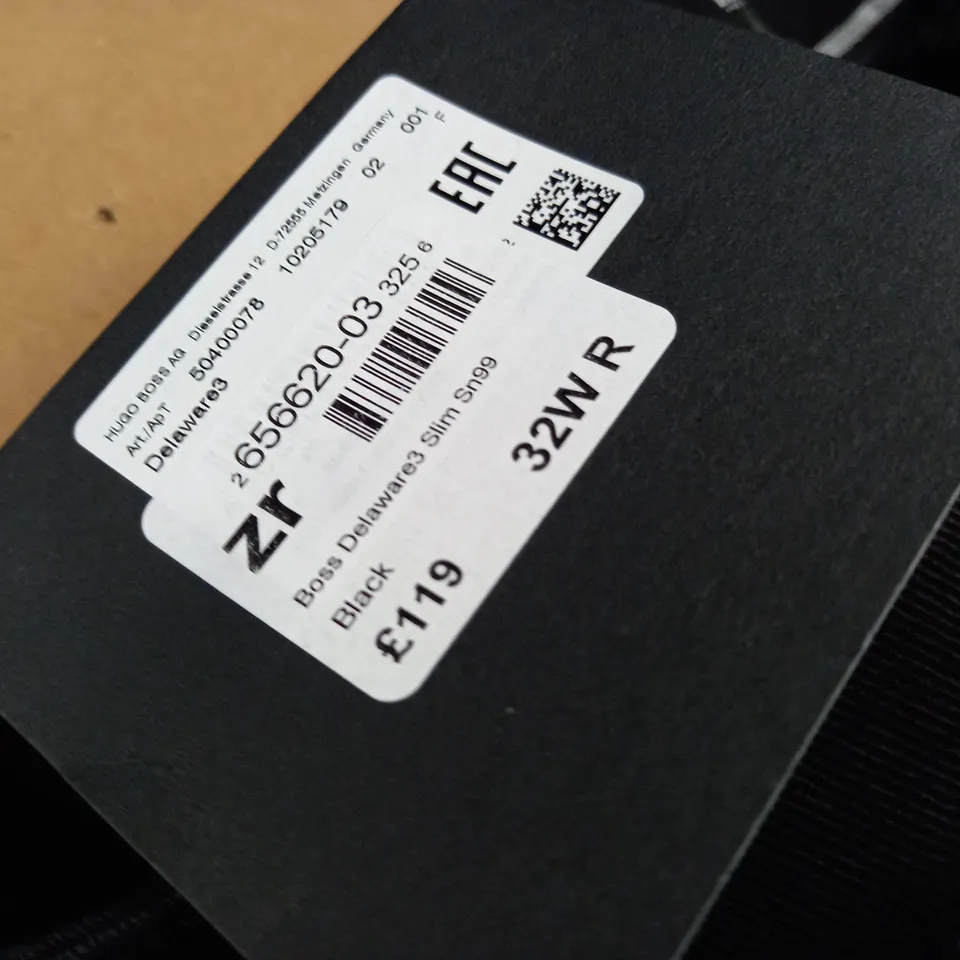 HUGO BOSS AG Dieselstrasse 12 D-72555 Metzingen Germany
Art./Арт 50400078 10205179 02 001 F
Delaware3
EAC
2 656620-03 325 6
zr
Boss Delaware3 Slim Sn99
Black 32W R
£119